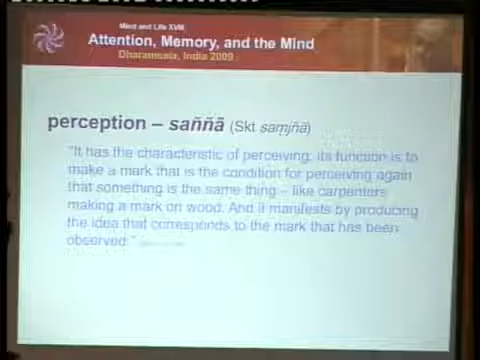 Mind and Life XVIII
Attention, Memory, and the Mind
Dharamsala, India 2009
perception – saññā (Skt saṃjñā)
"It has the characteristic of perceiving; its function is to
make a mark that is the condition for perceiving again
that something is the same thing – like carpenters
making a mark on wood. And it manifests by producing
the idea that corresponds to the mark that has been
observed."